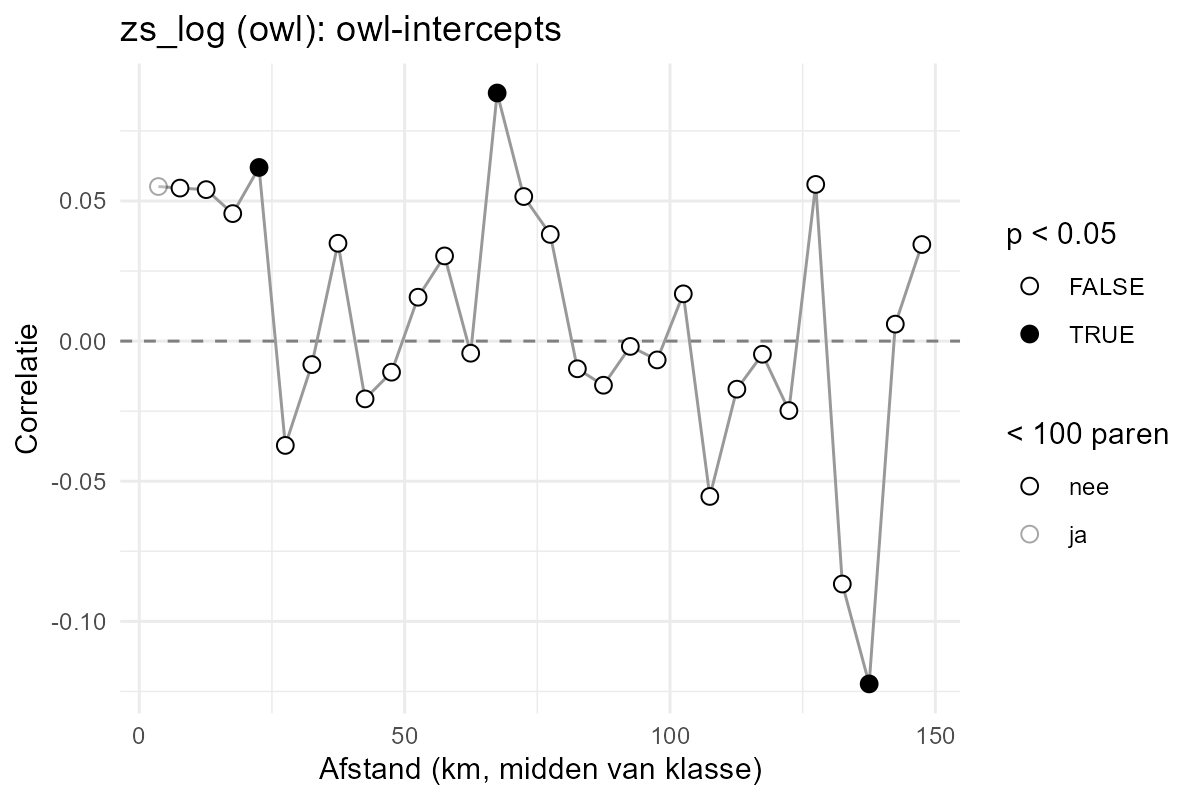 zs_log (owl): owl-intercepts
Correlatie
0.05
0.00
-0.05
-0.10
0
50
100
150
Afstand (km, midden van klasse)
p < 0.05
FALSE
TRUE
< 100 paren
nee
ja